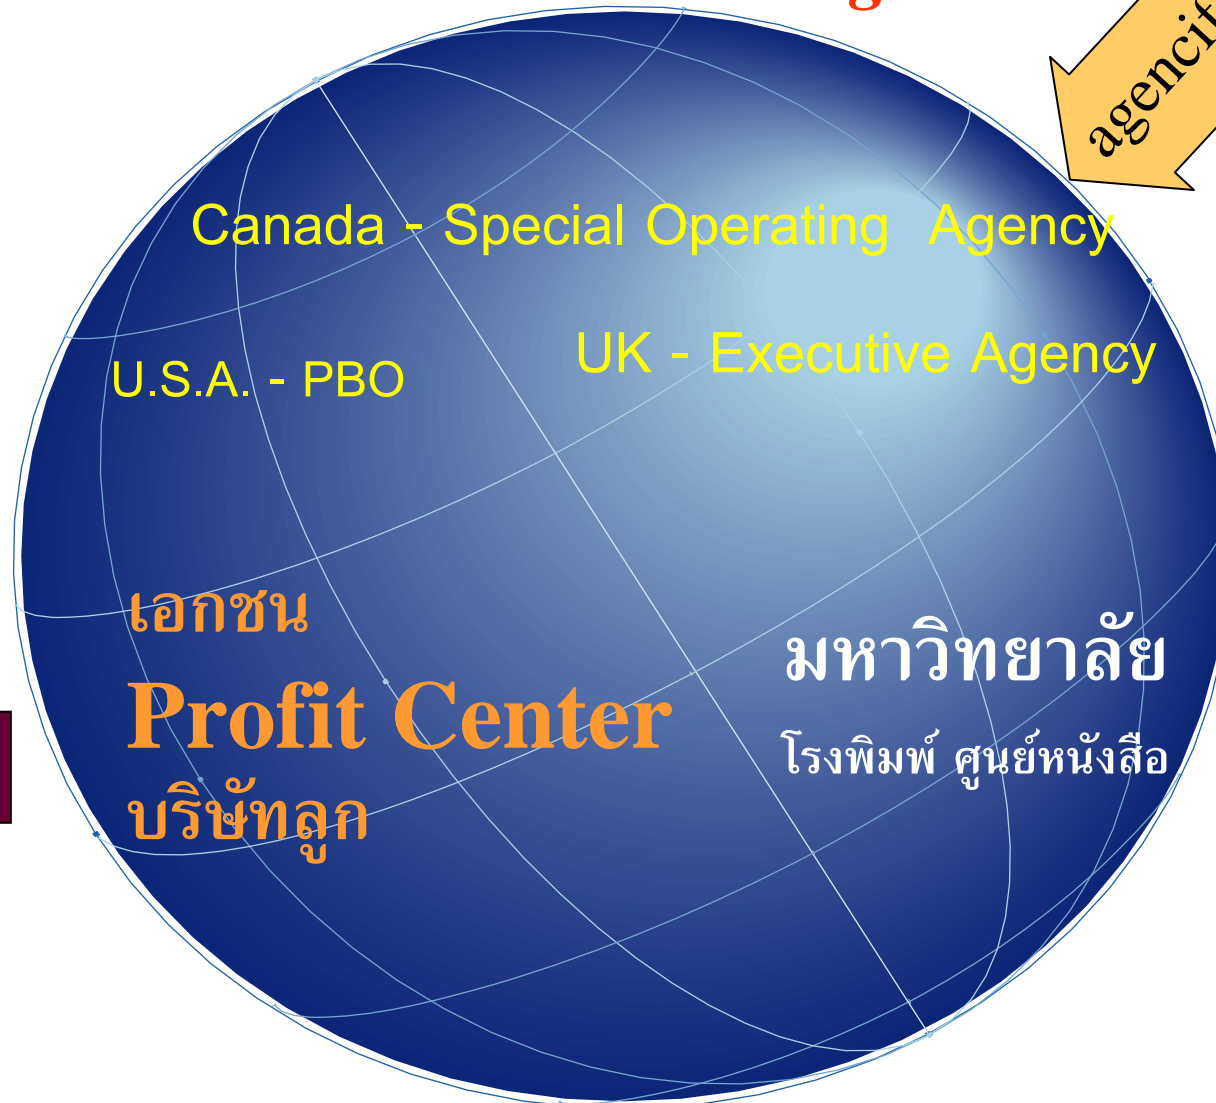 Canada - Special Operating Agency
UK - Executive Agency
U.S.A. - PBO
เอกชน
Profit Center
บริษัทลูก
มหาวิทยาลัย
โรงพิมพ์ ศูนย์หนังสือ